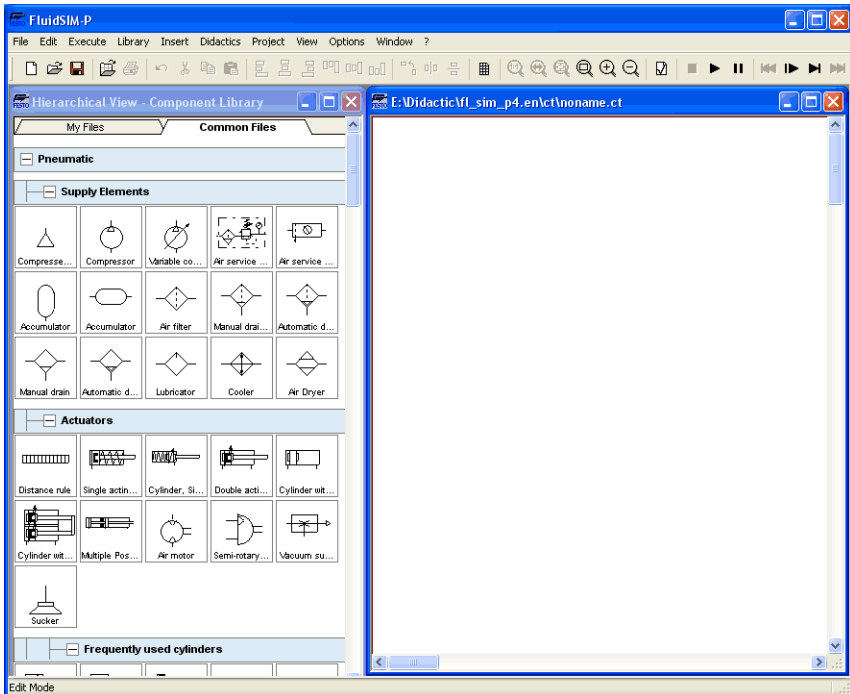 FluidSIM-P
File Edit Execute Library Insert Didactics Project View Options Window ?
Hierarchical View - Component Library
My Files Common Files
Pneumatic
Supply Elements
Compresse... Compressor Variable co... Air service ... Air service ...
Accumulator Accumulator Air filter Manual drai... Automatic d...
Manual drain Automatic d... Lubricator Cooler Air Dryer
Actuators
Distance rule Single actin... Cylinder, Si... Double acti... Cylinder wit...
Cylinder wit... Multiple Pos... Air motor Semi-rotary... Vacuum su...
Sucker
Frequently used cylinders
E:\Didactic\fl_sim_p4.en\ct\noname.ct
Edit Mode